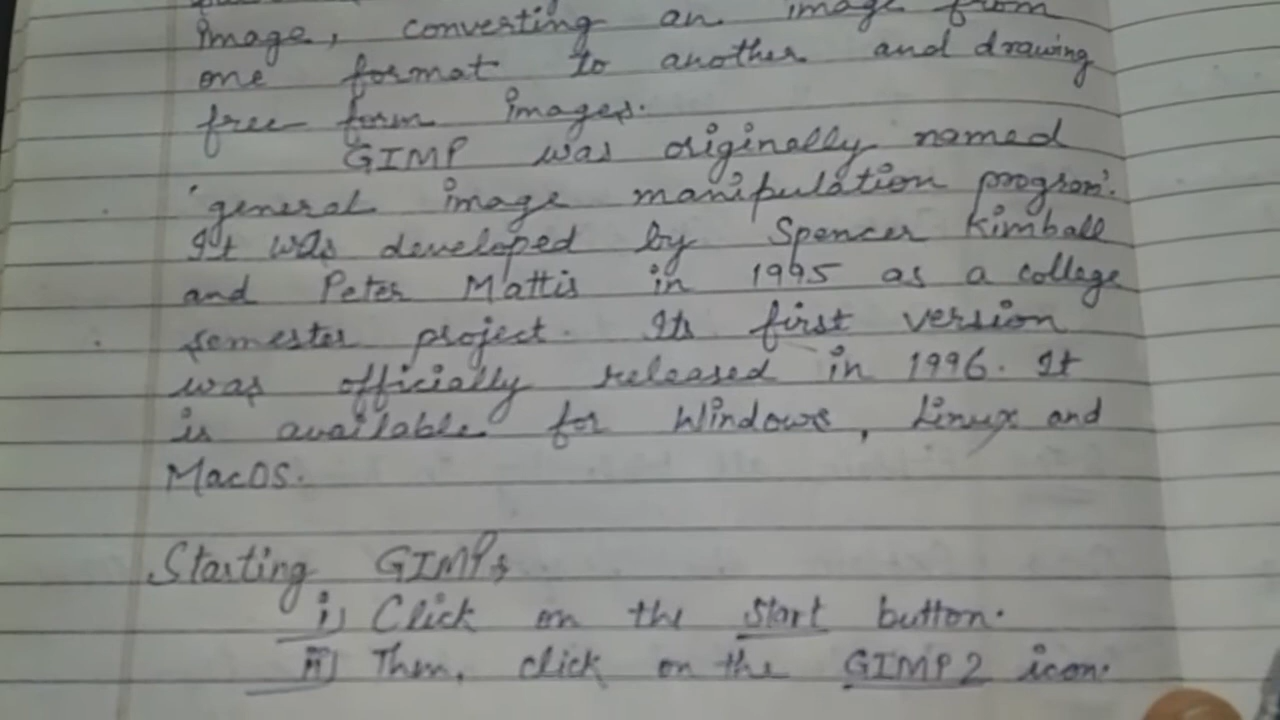 image, converting an image from
one format to another and drawing
free form images.
GIMP was originally named
'general image manipulation program'.
It was developed by Spencer Kimball
and Peter Mattis in 1995 as a college
semester project. Its first version
was officially released in 1996. It
is available for Windows, Linux and
MacOS.
Starting GIMP:
i) Click on the Start button.
ii) Then, click on the GIMP 2 icon.